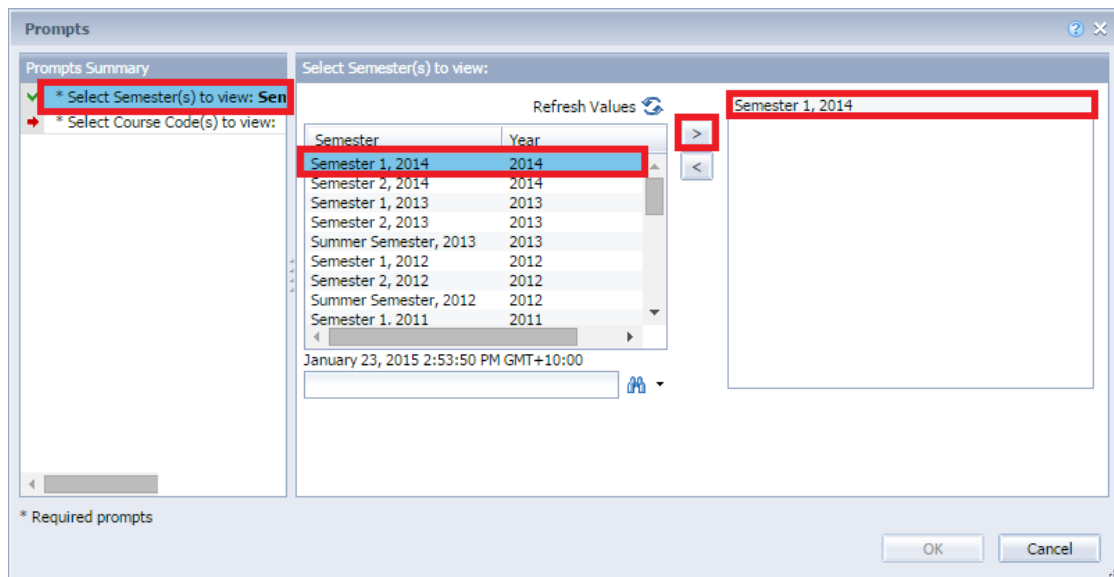 Prompts
Prompts Summary
* Select Semester(s) to view: Sen
* Select Course Code(s) to view:
* Required prompts
Select Semester(s) to view:
Refresh Values
Semester Year
Semester 1, 2014 2014
Semester 2, 2014 2014
Semester 1, 2013 2013
Semester 2, 2013 2013
Summer Semester, 2013 2013
Semester 1, 2012 2012
Semester 2, 2012 2012
Summer Semester, 2012 2012
Semester 1, 2011 2011
January 23, 2015 2:53:50 PM GMT+10:00
>
<
Semester 1, 2014
OK Cancel